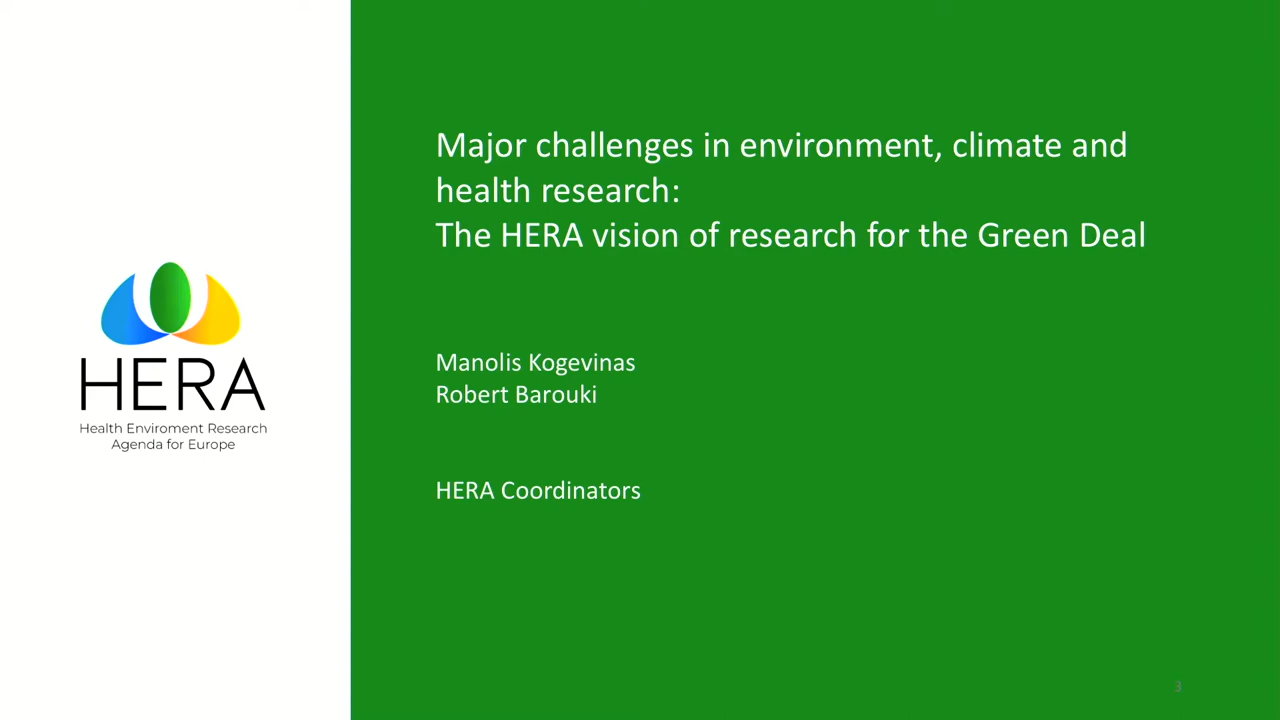 HERA
Health Enviroment Research
Agenda for Europe
Major challenges in environment, climate and
health research:
The HERA vision of research for the Green Deal
Manolis Kogevinas
Robert Barouki
HERA Coordinators
3